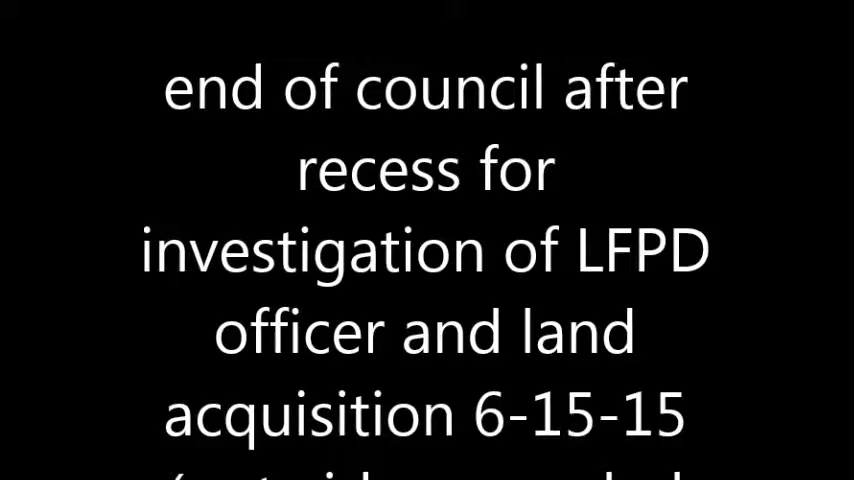 end of council after
recess for
investigation of LFPD
officer and land
acquisition 6-15-15